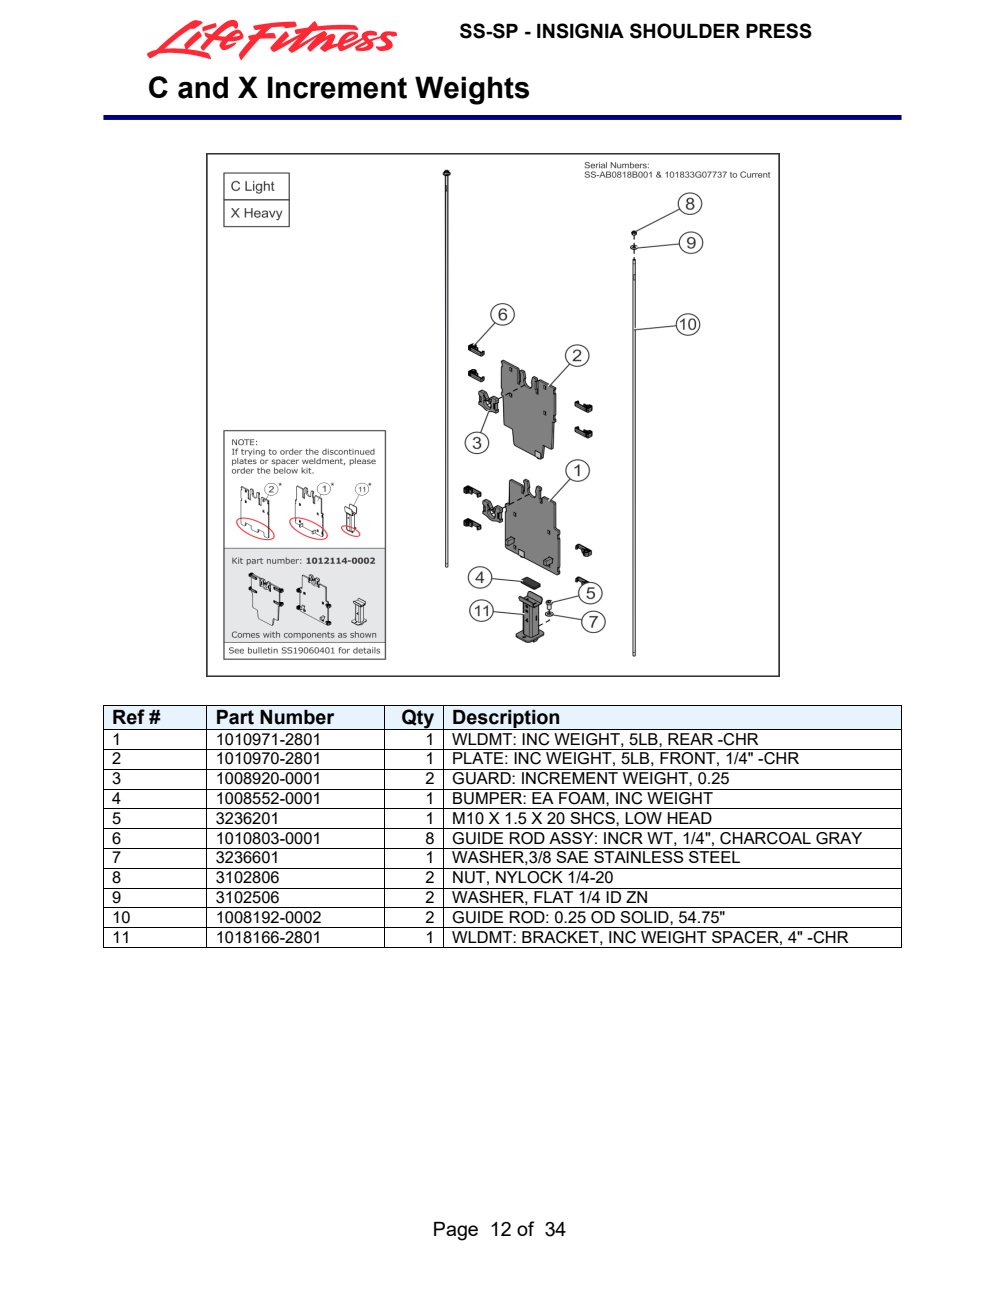 Life Fitness
SS-SP - INSIGNIA SHOULDER PRESS
C and X Increment Weights
Serial Numbers:
SS-AB0818B001 & 101833G07737 to Current
C Light
X Heavy
8
9
10
6
2
3
1
4
5
11
7
NOTE:
If trying to order the discontinued
plates or spacer weldment, please
order the below kit.
2* 1* 11*
Kit part number: 1012114-0002
Comes with components as shown
See bulletin SS19060401 for details
Ref # Part Number Qty Description
1 1010971-2801 1 WLDMT: INC WEIGHT, 5LB, REAR -CHR
2 1010970-2801 1 PLATE: INC WEIGHT, 5LB, FRONT, 1/4" -CHR
3 1008920-0001 2 GUARD: INCREMENT WEIGHT, 0.25
4 1008552-0001 1 BUMPER: EA FOAM, INC WEIGHT
5 3236201 1 M10 X 1.5 X 20 SHCS, LOW HEAD
6 1010803-0001 8 GUIDE ROD ASSY: INCR WT, 1/4", CHARCOAL GRAY
7 3236601 1 WASHER,3/8 SAE STAINLESS STEEL
8 3102806 2 NUT, NYLOCK 1/4-20
9 3102506 2 WASHER, FLAT 1/4 ID ZN
10 1008192-0002 2 GUIDE ROD: 0.25 OD SOLID, 54.75"
11 1018166-2801 1 WLDMT: BRACKET, INC WEIGHT SPACER, 4" -CHR
Page 12 of 34